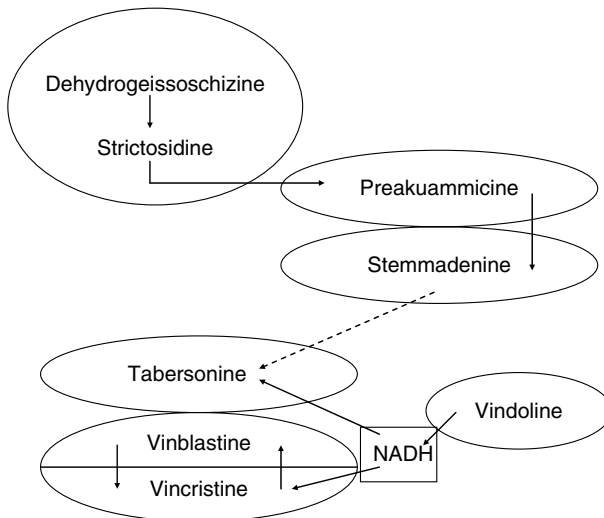 Dehydrogeissoschizine
Strictosidine
Preakuammicine
Stemmadenine
Tabersonine
Vindoline
Vinblastine
NADH
Vincristine